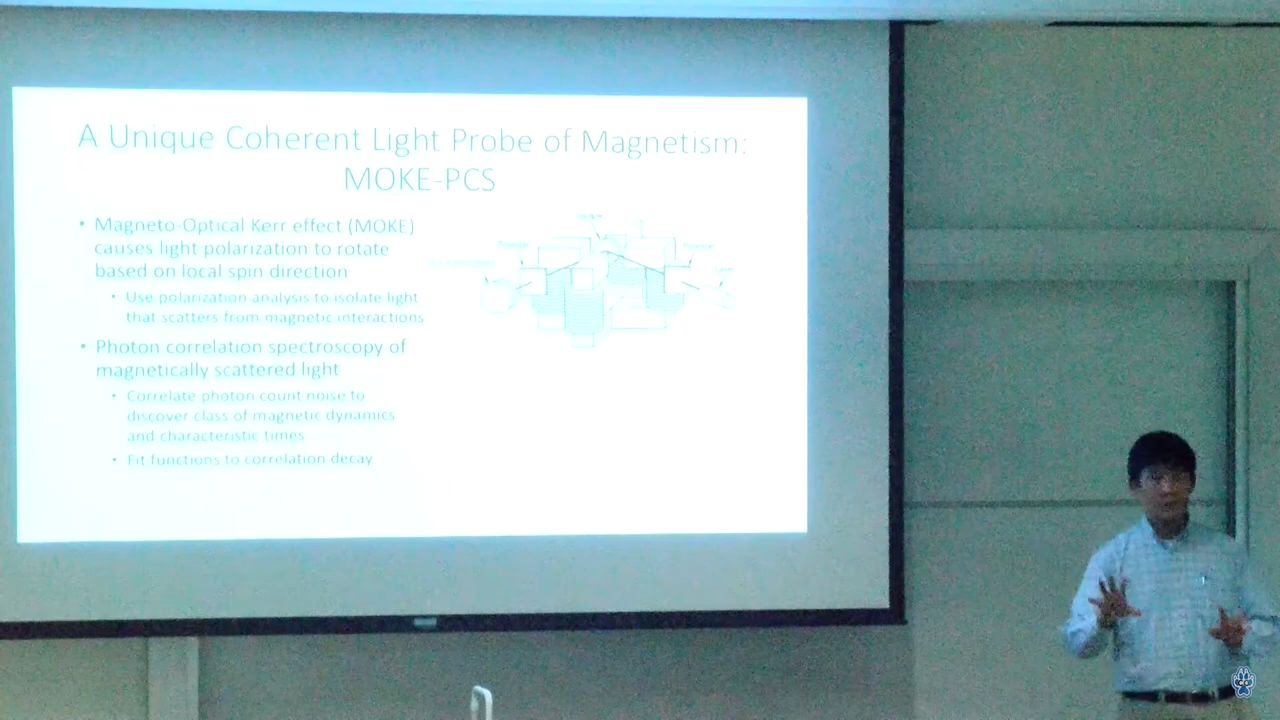 A Unique Coherent Light Probe of Magnetism:
MOKE-PCS
• Magneto-Optical Kerr effect (MOKE)
causes light polarization to rotate
based on local spin direction
• Use polarization analysis to isolate light
that scatters from magnetic interactions
• Photon correlation spectroscopy of
magnetically scattered light
• Correlate photon count noise to
discover class of magnetic dynamics
and characteristic times
• Fit functions to correlation decay